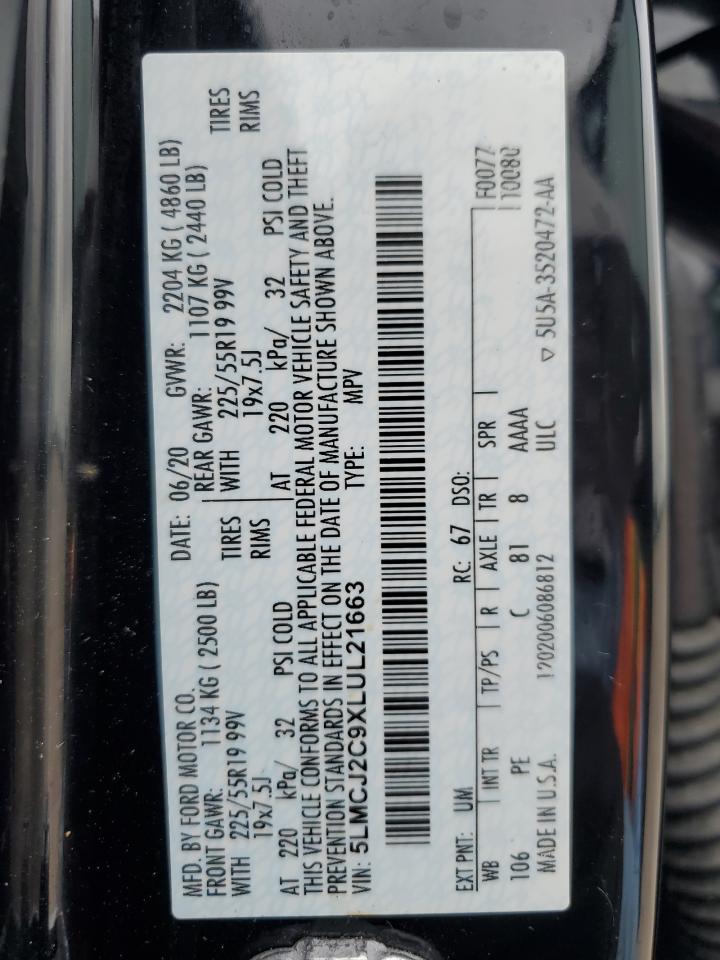 MFD. BY FORD MOTOR CO. DATE: 06/20 GVWR: 2204 KG ( 4860 LB)
FRONT GAWR: 1134 KG ( 2500 LB) REAR GAWR: 1107 KG ( 2440 LB)
WITH 225/55R19 99V TIRES WITH 225/55R19 99V TIRES
19x7.5J RIMS 19x7.5J RIMS
AT 220 kPa/ 32 PSI COLD AT 220 kPa/ 32 PSI COLD
THIS VEHICLE CONFORMS TO ALL APPLICABLE FEDERAL MOTOR VEHICLE SAFETY AND THEFT
PREVENTION STANDARDS IN EFFECT ON THE DATE OF MANUFACTURE SHOWN ABOVE.
VIN: 5LMCJ2C9XLUL21663 TYPE: MPV
EXT PNT: UM RC: 67 DSO:
WB INT TR TP/PS R AXLE TR SPR F0077
106 PE C 81 8 AAAA 10080
MADE IN U.S.A. 1202006086812 ULC ▽ 5U5A-3520472-AA